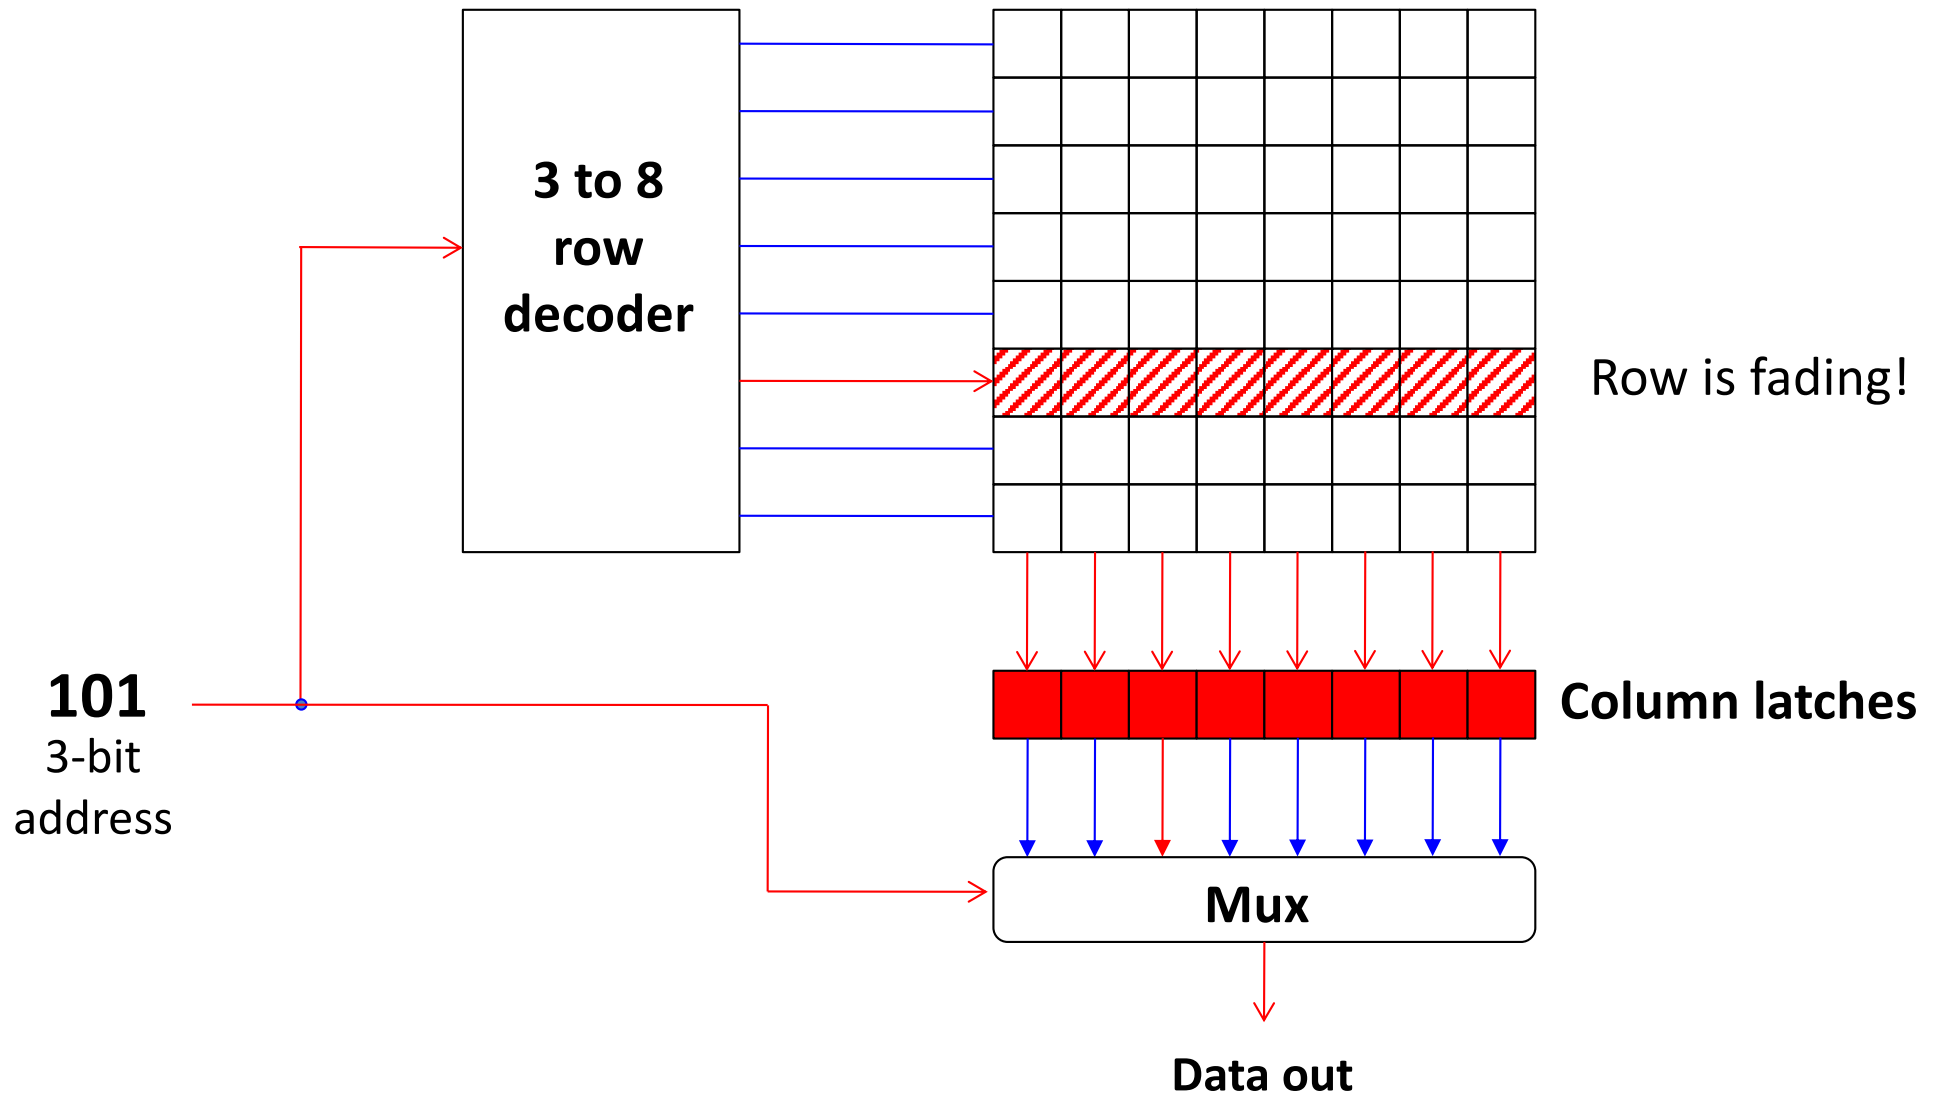 3 to 8
row
decoder
Row is fading!
101
3-bit
address
Column latches
Mux
Data out